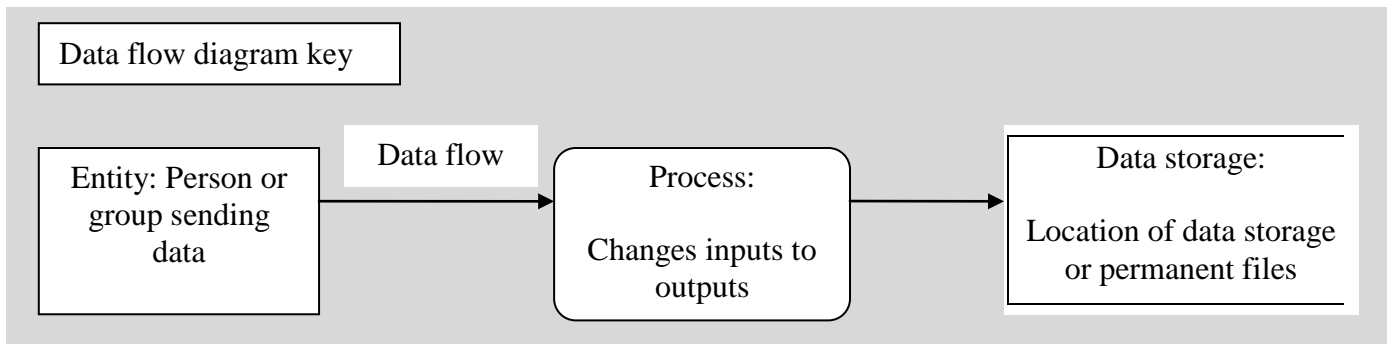 Data flow diagram key
Entity: Person or
group sending
data
Data flow
Process:
Changes inputs to
outputs
Data storage:
Location of data storage
or permanent files